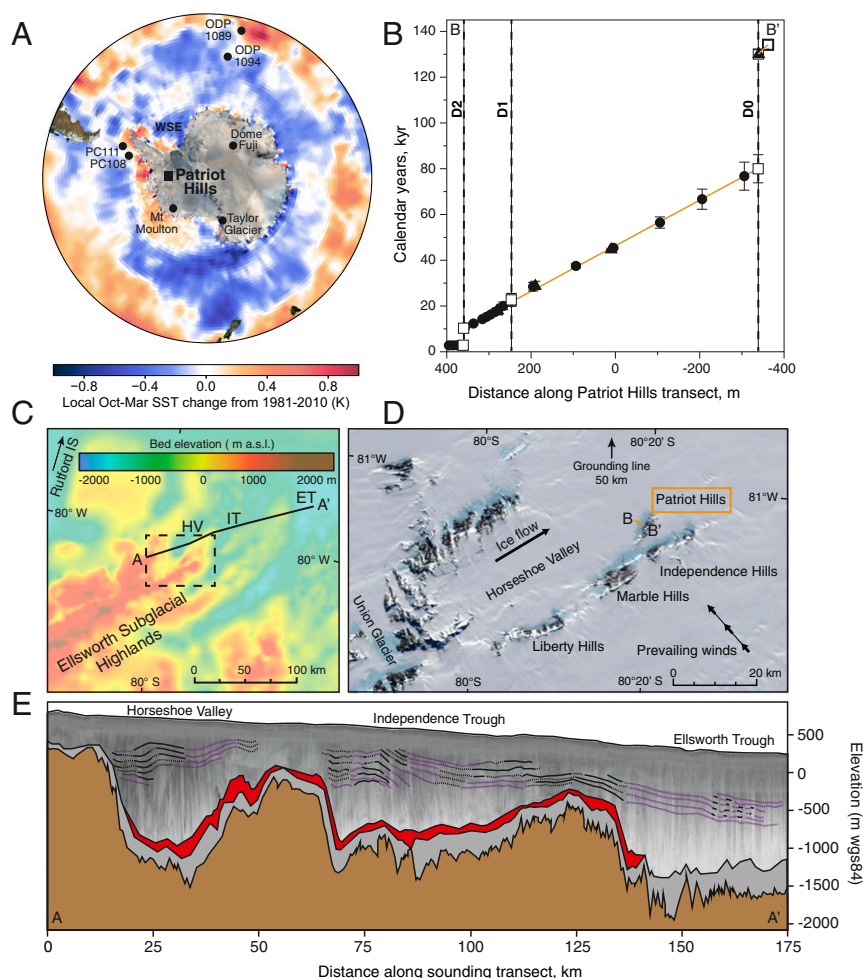 A
ODP
1089
ODP
1094
WSE
PC111
PC108
Dome
Fuji
Patriot
Hills
Mt
Moulton
Taylor
Glacier
-0.8 -0.4 0.0 0.4 0.8
Local Oct-Mar SST change from 1981-2010 (K)
B
B B'
D2 D1 D0
Calendar years, kyr
140
120
100
80
60
40
20
0
400 200 0 -200 -400
Distance along Patriot Hills transect, m
C
Rutford IS
Bed elevation ( m a.s.l.)
-2000 -1000 0 1000 2000 m
80° W
ET
A'
IT
HV
A
80° W
Ellsworth Subglacial
Highlands
0 50 100 km
80° S
D
80°S
80°20' S
81°W
Grounding line
50 km
81°W
Patriot Hills
B
B'
Ice flow
Horseshoe Valley
Independence Hills
Marble Hills
Union Glacier
Liberty Hills
Prevailing winds
0 20 km
80°S
80°20' S
E
Horseshoe Valley
Independence Trough
Ellsworth Trough
500
0
-500
-1000
-1500
-2000
Elevation
(m wgs84)
A A'
0 25 50 75 100 125 150 175
Distance along sounding transect, km